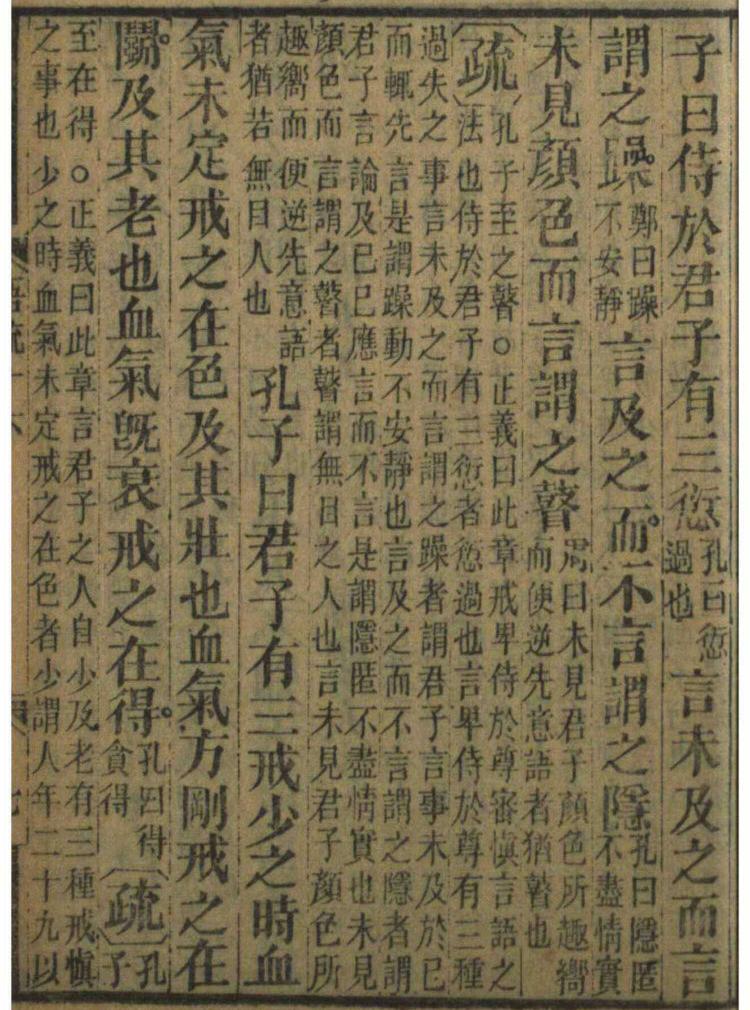 子曰侍於君子有三愆孔曰愆過也言未及之而言
謂之躁鄭曰躁不安靜言及之而不言謂之隱孔曰隱匿不盡情實
未見顏色而言謂之瞽周曰未見君子顏色所趣嚮而便逆先意語者猶瞽也
疏孔子至之瞽○正義曰此章戒卑侍於尊審慎言語之
法也侍於君子有三愆者愆過也言卑侍於尊有三種
過失之事言未及之而言謂之躁者謂君子言事未及於已
而輒先言是謂躁動不安靜也言及之而不言謂之隱者謂
君子言論及已已應言而不言是謂隱匿不盡情實也未見
顏色而言謂之瞽者瞽謂無目之人也言未見君子顏色所
趣嚮而便逆先意語者猶若無目人也孔子曰君子有三戒少之時血
氣未定戒之在色及其壯也血氣方剛戒之在
鬭及其老也血氣旣衰戒之在得孔曰得貪得疏孔子
至在得○正義曰此章言君子之人自少及老有三種戒慎
之事也少之時血氣未定戒之在色者少謂人年二十九以